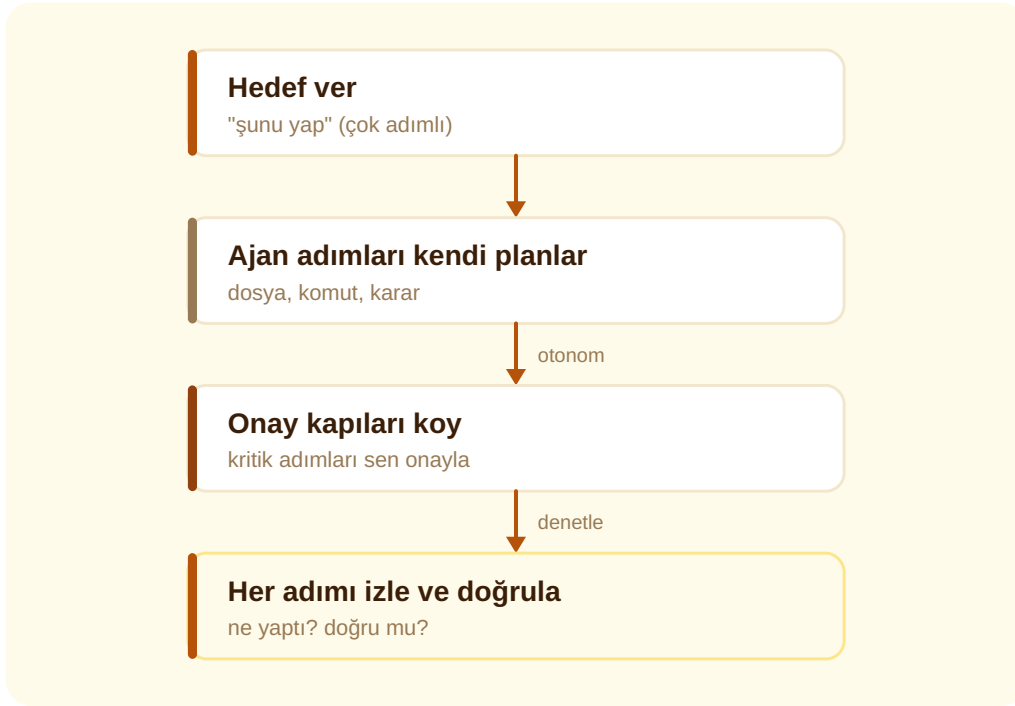 Hedef ver
"şunu yap" (çok adımlı)
Ajan adımları kendi planlar
dosya, komut, karar
otonom
Onay kapıları koy
kritik adımları sen onayla
denetle
Her adımı izle ve doğrula
ne yaptı? doğru mu?